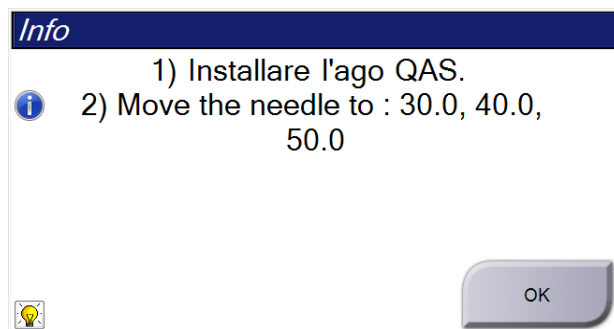 Info
1) Installare l'ago QAS.
2) Move the needle to : 30.0, 40.0,
50.0
OK